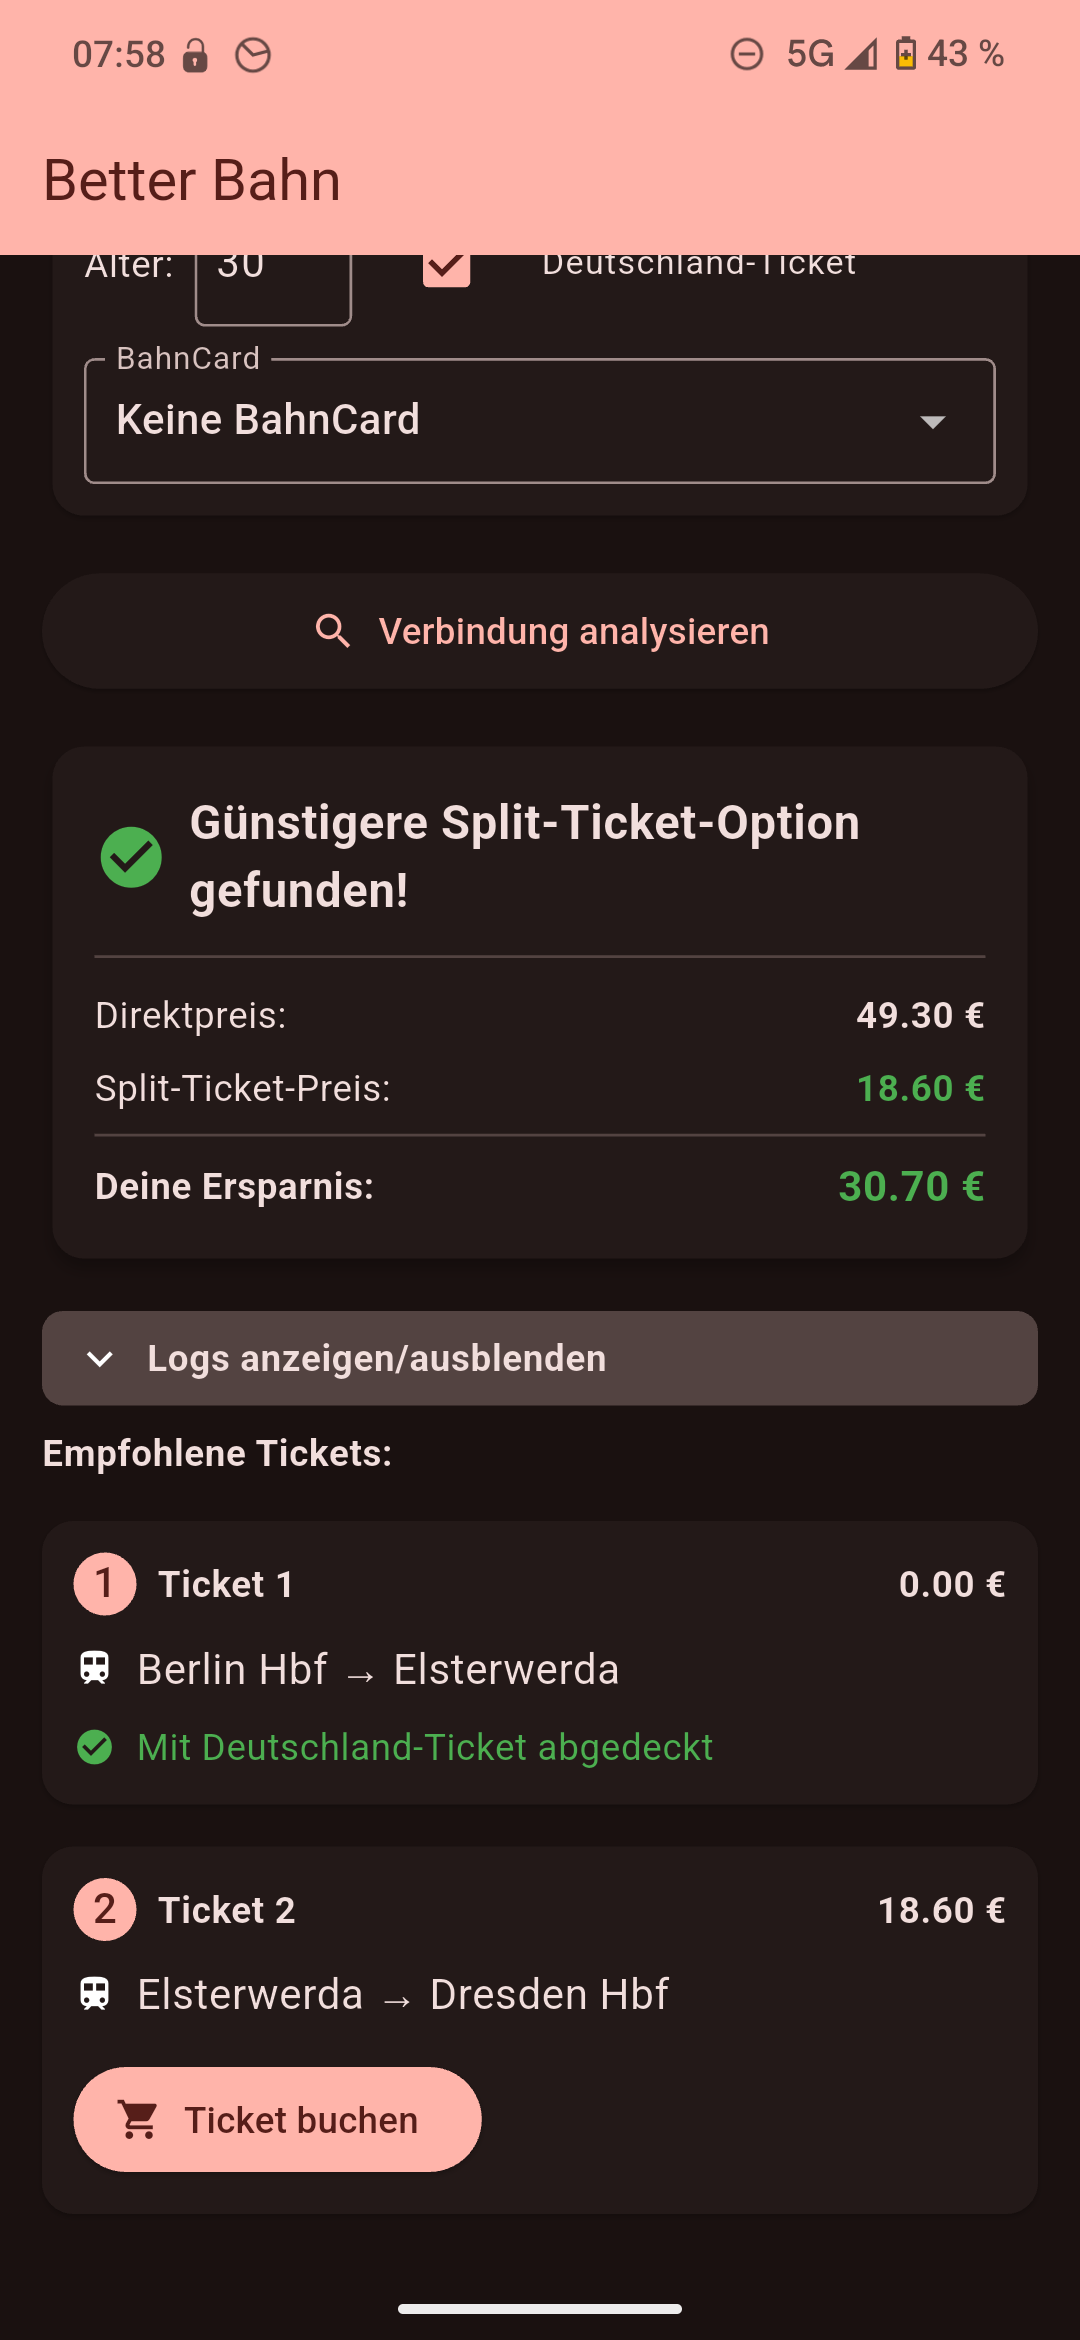 07:58 5G 43 %
Better Bahn
Alter: 30 Deutschland-Ticket
BahnCard
Keine BahnCard
Verbindung analysieren
Günstigere Split-Ticket-Option
gefunden!
Direktpreis: 49.30 €
Split-Ticket-Preis: 18.60 €
Deine Ersparnis: 30.70 €
Logs anzeigen/ausblenden
Empfohlene Tickets:
1 Ticket 1 0.00 €
Berlin Hbf → Elsterwerda
Mit Deutschland-Ticket abgedeckt
2 Ticket 2 18.60 €
Elsterwerda → Dresden Hbf
Ticket buchen